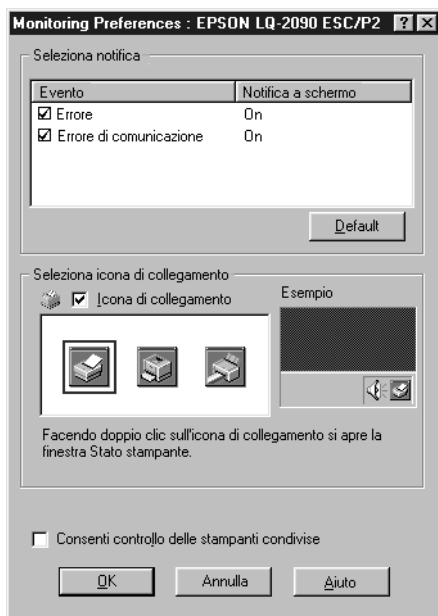 Monitoring Preferences : EPSON LQ-2090 ESC/P2
Seleziona notifica
Evento Notifica a schermo
Errore On
Errore di comunicazione On
Default
Seleziona icona di collegamento
Icona di collegamento
Esempio
Facendo doppio clic sull'icona di collegamento si apre la
finestra Stato stampante.
Consenti controllo delle stampanti condivise
OK Annulla Aiuto